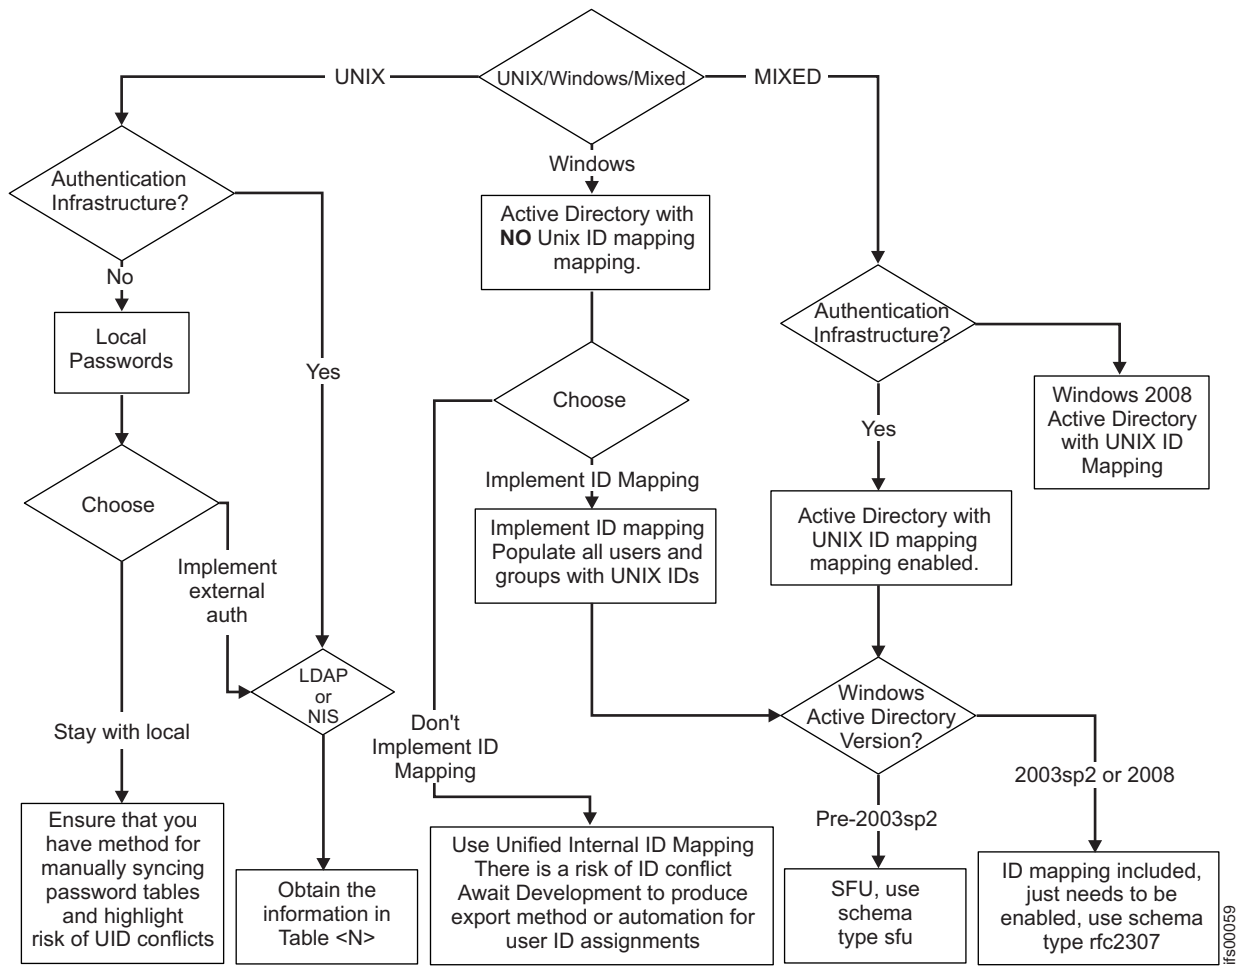 UNIX
UNIX/Windows/Mixed
MIXED
Authentication
Infrastructure?
Windows
Active Directory with
NO Unix ID mapping
mapping.
No
Local
Passwords
Yes
Choose
Implement
external
auth
Stay with local
Ensure that you
have method for
manually syncing
password tables
and highlight
risk of UID conflicts
LDAP
or
NIS
Obtain the
information in
Table <N>
Choose
Implement ID Mapping
Implement ID mapping
Populate all users and
groups with UNIX IDs
Don't
Implement ID
Mapping
Use Unified Internal ID Mapping
There is a risk of ID conflict
Await Development to produce
export method or automation for
user ID assignments
Authentication
Infrastructure?
Windows 2008
Active Directory
with UNIX ID
Mapping
Yes
Active Directory with
UNIX ID mapping
mapping enabled.
Windows
Active Directory
Version?
2003sp2 or 2008
Pre-2003sp2
SFU, use
schema
type sfu
ID mapping included,
just needs to be
enabled, use schema
type rfc2307
ifs00059